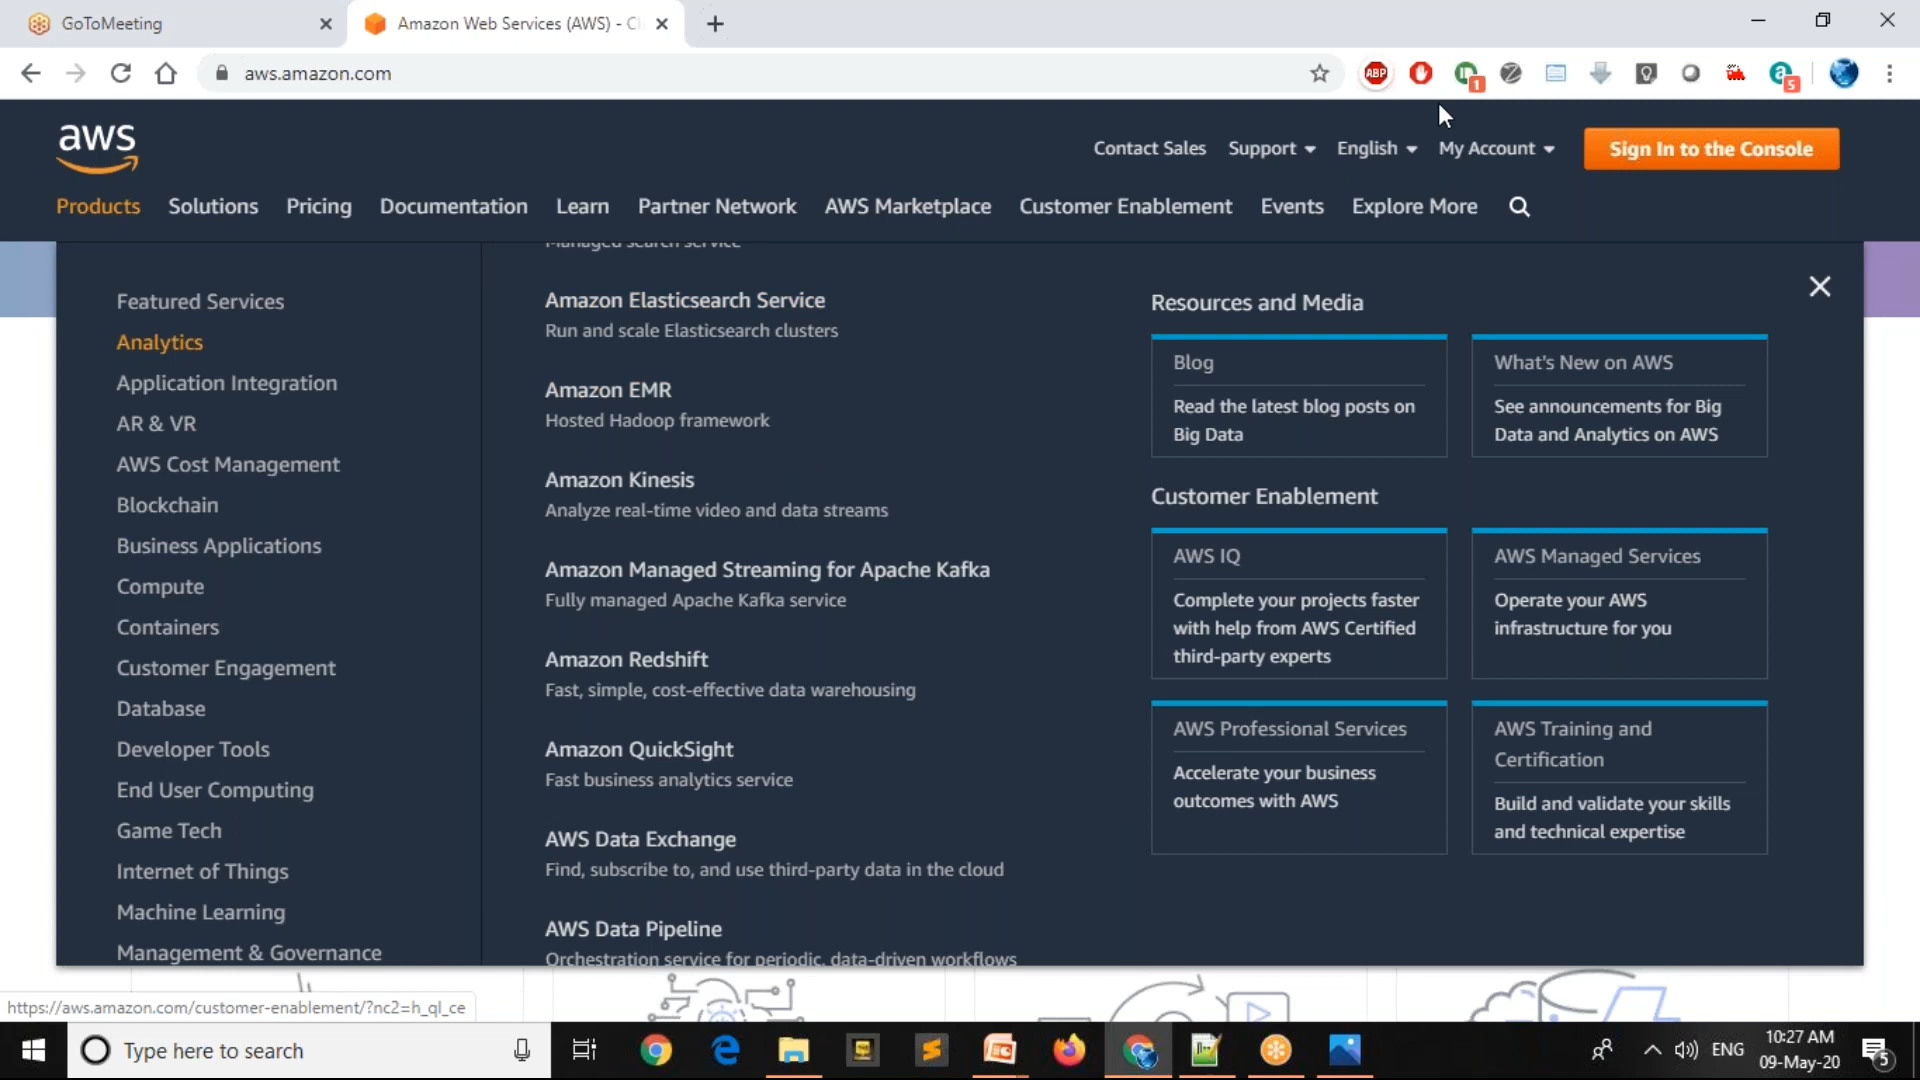 GoToMeeting
Amazon Web Services (AWS) - Cl
aws.amazon.com
ABP
1
5
aws
Contact Sales
Support
English
My Account
Sign In to the Console
Products
Solutions
Pricing
Documentation
Learn
Partner Network
AWS Marketplace
Customer Enablement
Events
Explore More
Featured Services
Analytics
Application Integration
AR & VR
AWS Cost Management
Blockchain
Business Applications
Compute
Containers
Customer Engagement
Database
Developer Tools
End User Computing
Game Tech
Internet of Things
Machine Learning
Management & Governance
Managed search service
Amazon Elasticsearch Service
Run and scale Elasticsearch clusters
Amazon EMR
Hosted Hadoop framework
Amazon Kinesis
Analyze real-time video and data streams
Amazon Managed Streaming for Apache Kafka
Fully managed Apache Kafka service
Amazon Redshift
Fast, simple, cost-effective data warehousing
Amazon QuickSight
Fast business analytics service
AWS Data Exchange
Find, subscribe to, and use third-party data in the cloud
AWS Data Pipeline
Orchestration service for periodic, data-driven workflows
Resources and Media
Blog
Read the latest blog posts on
Big Data
What's New on AWS
See announcements for Big
Data and Analytics on AWS
Customer Enablement
AWS IQ
Complete your projects faster
with help from AWS Certified
third-party experts
AWS Managed Services
Operate your AWS
infrastructure for you
AWS Professional Services
Accelerate your business
outcomes with AWS
AWS Training and
Certification
Build and validate your skills
and technical expertise
https://aws.amazon.com/customer-enablement/?nc2=h_ql_ce
Type here to search
ENG
10:27 AM
09-May-20
5